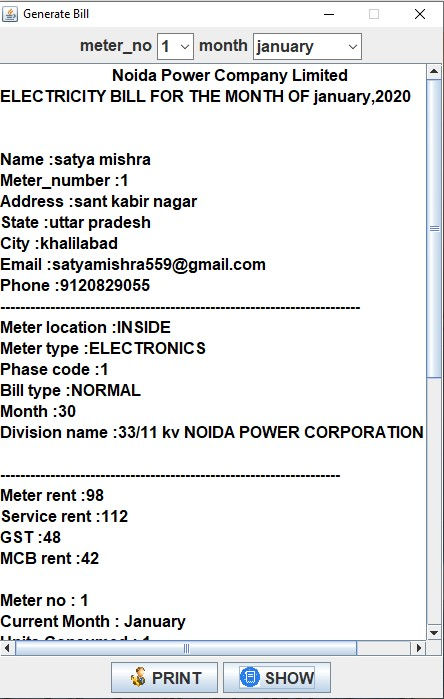 Generate Bill
meter_no 1 month january
Noida Power Company Limited
ELECTRICITY BILL FOR THE MONTH OF january,2020
Name :satya mishra
Meter_number :1
Address :sant kabir nagar
State :uttar pradesh
City :khalilabad
Email :satyamishra559@gmail.com
Phone :9120829055
------------------------------------------------------------------------
Meter location :INSIDE
Meter type :ELECTRONICS
Phase code :1
Bill type :NORMAL
Month :30
Division name :33/11 kv NOIDA POWER CORPORATION
--------------------------------------------------------------------
Meter rent :98
Service rent :112
GST :48
MCB rent :42
Meter no : 1
Current Month : January
Units Consumed : 1
PRINT SHOW